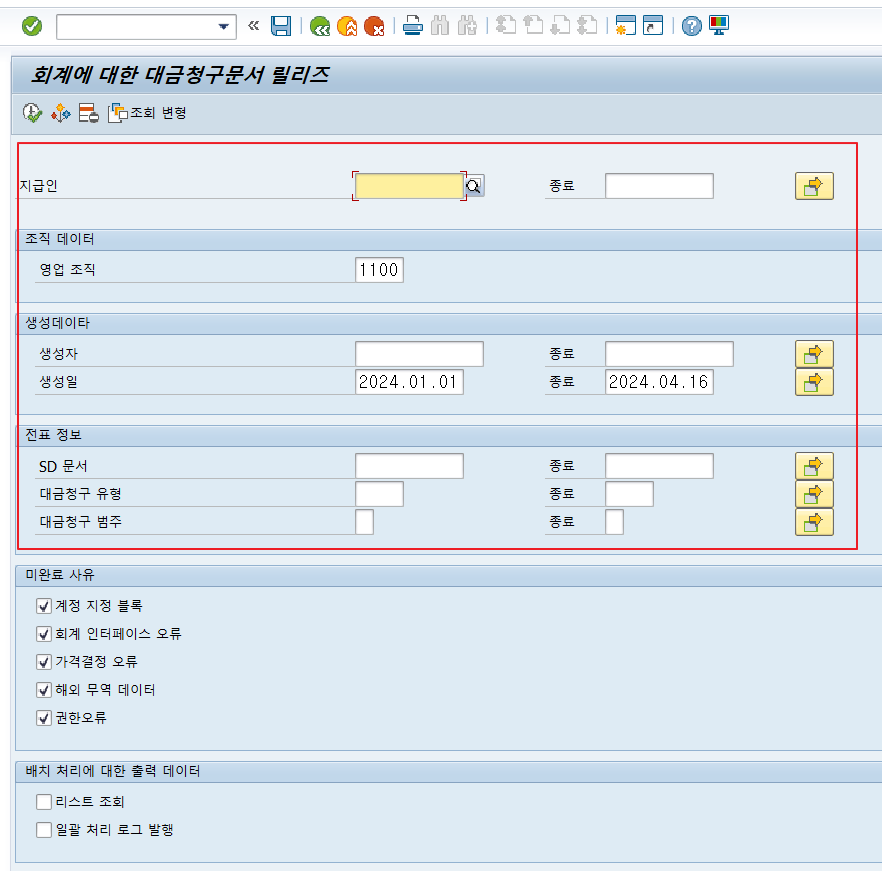 회계에 대한 대금청구문서 릴리즈
조회 변형
지급인 종료
조직 데이터
영업 조직 1100
생성데이타
생성자 종료
생성일 2024.01.01 종료 2024.04.16
전표 정보
SD 문서 종료
대금청구 유형 종료
대금청구 범주 종료
미완료 사유
계정 지정 블록
회계 인터페이스 오류
가격결정 오류
해외 무역 데이터
권한오류
배치 처리에 대한 출력 데이터
리스트 조회
일괄 처리 로그 발행